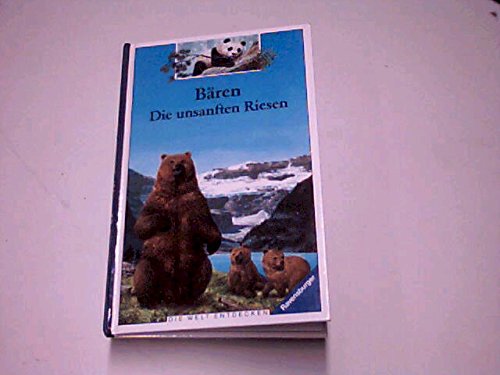 Bären
Die unsanften Riesen
Ravensburger
DIE WELT ENTDECKEN